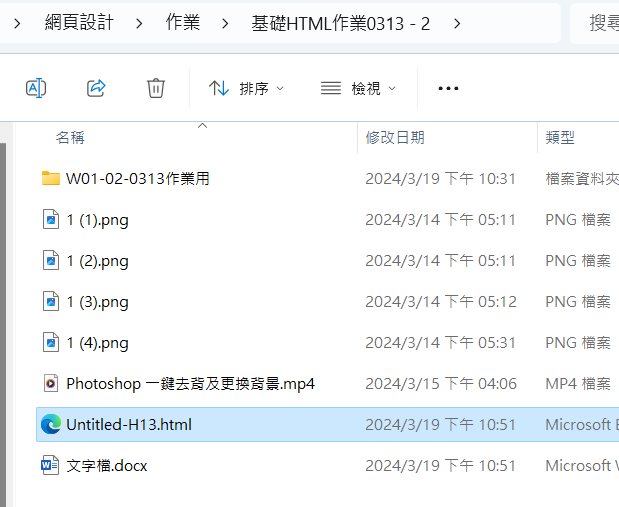 網頁設計 作業 基礎HTML作業0313 - 2 搜尋
排序 檢視
名稱 修改日期 類型
W01-02-0313作業用 2024/3/19 下午 10:31 檔案資料夾
1 (1).png 2024/3/14 下午 05:11 PNG 檔案
1 (2).png 2024/3/14 下午 05:11 PNG 檔案
1 (3).png 2024/3/14 下午 05:12 PNG 檔案
1 (4).png 2024/3/14 下午 05:31 PNG 檔案
Photoshop 一鍵去背及更換背景.mp4 2024/3/15 下午 04:06 MP4 檔案
Untitled-H13.html 2024/3/19 下午 10:51 Microsoft
文字檔.docx 2024/3/19 下午 10:51 Microsoft